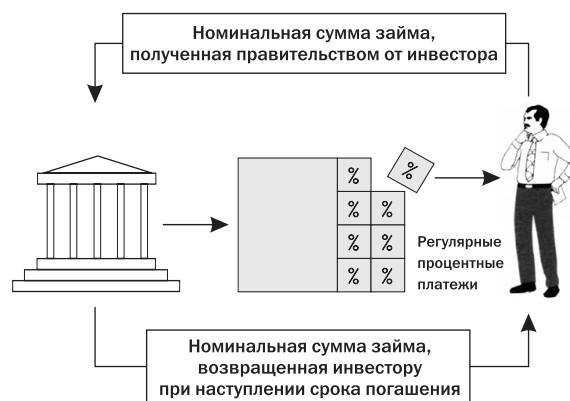 Номинальная сумма займа,
полученная правительством от инвестора
%
%
% %
% %
% %
Регулярные
процентные
платежи
Номинальная сумма займа,
возвращенная инвестору
при наступлении срока погашения